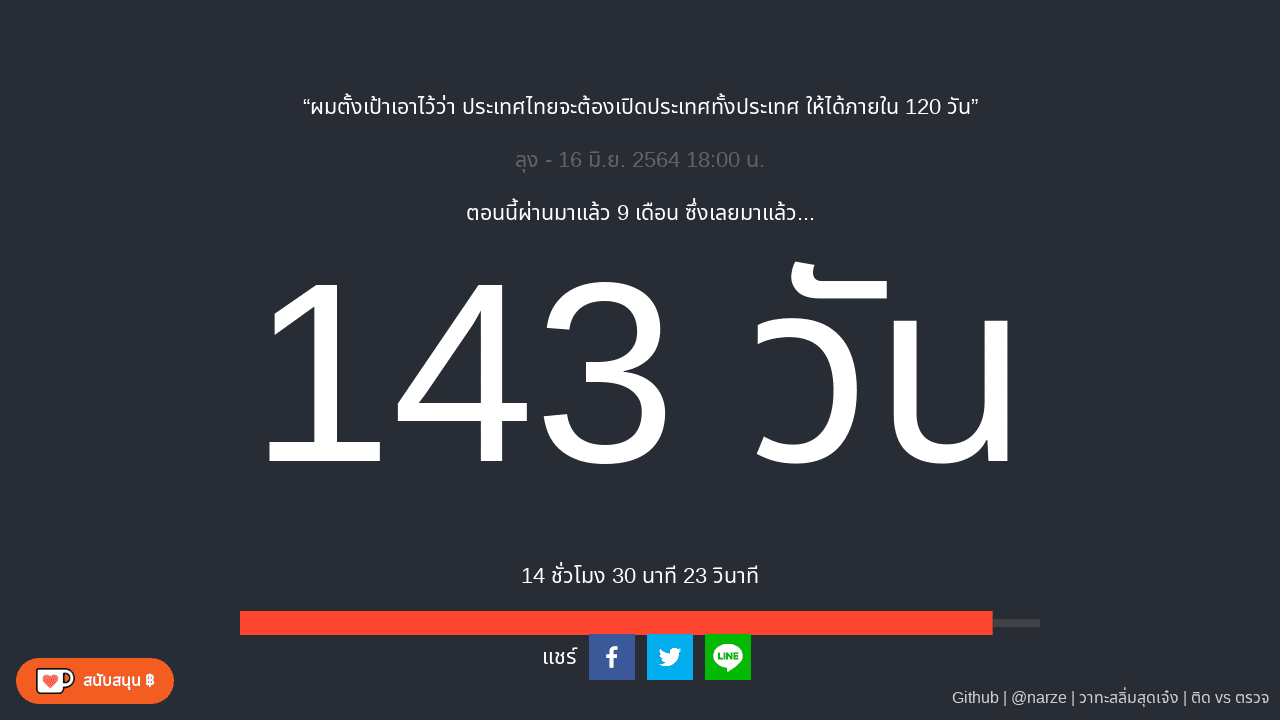 “ผมตั้งเป้าเอาไว้ว่า ประเทศไทยจะต้องเปิดประเทศทั้งประเทศ ให้ได้ภายใน 120 วัน”
ลุง - 16 มิ.ย. 2564 18:00 น.
ตอนนี้ผ่านมาแล้ว 9 เดือน ซึ่งเลยมาแล้ว...
143 วัน
14 ชั่วโมง 30 นาที 23 วินาที
แชร์
LINE
สนับสนุน ฿
Github | @narze | วาทะสลิ่มสุดเจ๋ง | ติด vs ตรวจ